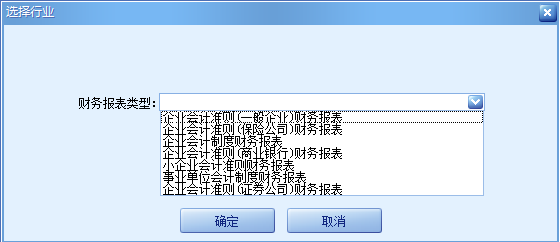 选择行业
财务报表类型:
企业会计准则(一般企业)财务报表
企业会计准则(保险公司)财务报表
企业会计制度财务报表
企业会计准则(商业银行)财务报表
小企业会计准则财务报表
事业单位会计制度财务报表
企业会计准则(证券公司)财务报表
确定
取消